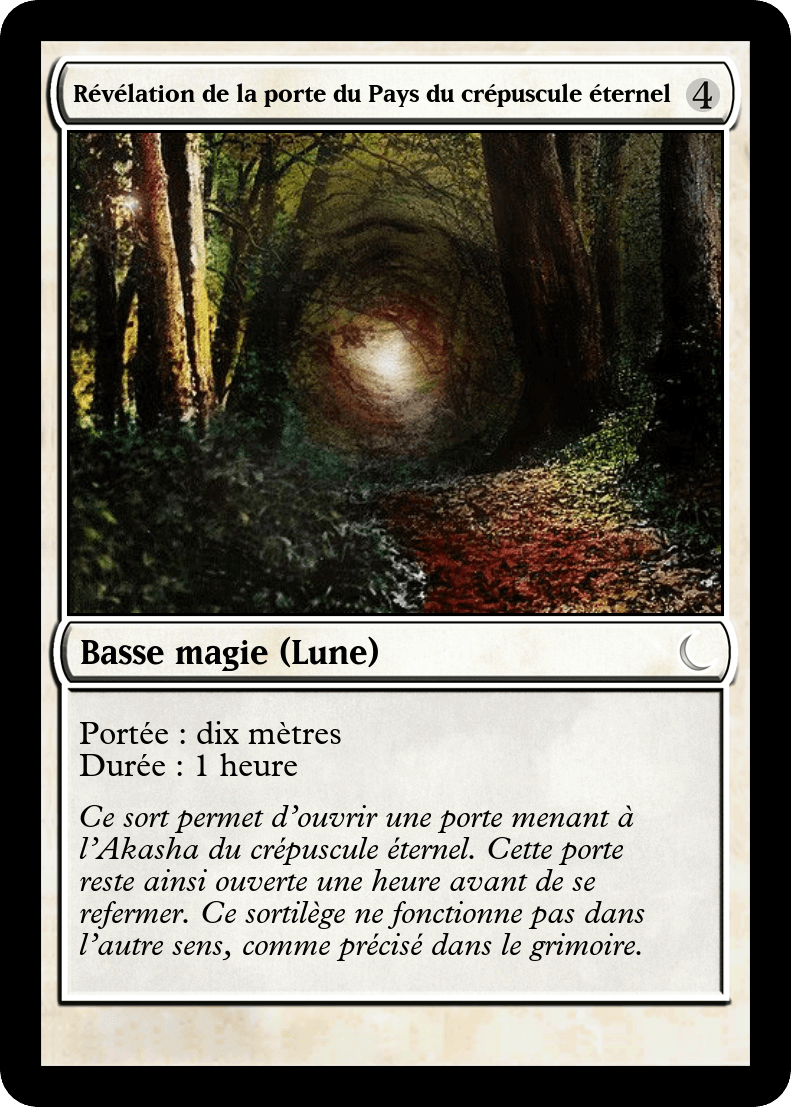 Révélation de la porte du Pays du crépuscule éternel 4
Basse magie (Lune)
Portée : dix mètres
Durée : 1 heure
Ce sort permet d'ouvrir une porte menant à
l'Akasha du crépuscule éternel. Cette porte
reste ainsi ouverte une heure avant de se
refermer. Ce sortilège ne fonctionne pas dans
l'autre sens, comme précisé dans le grimoire.